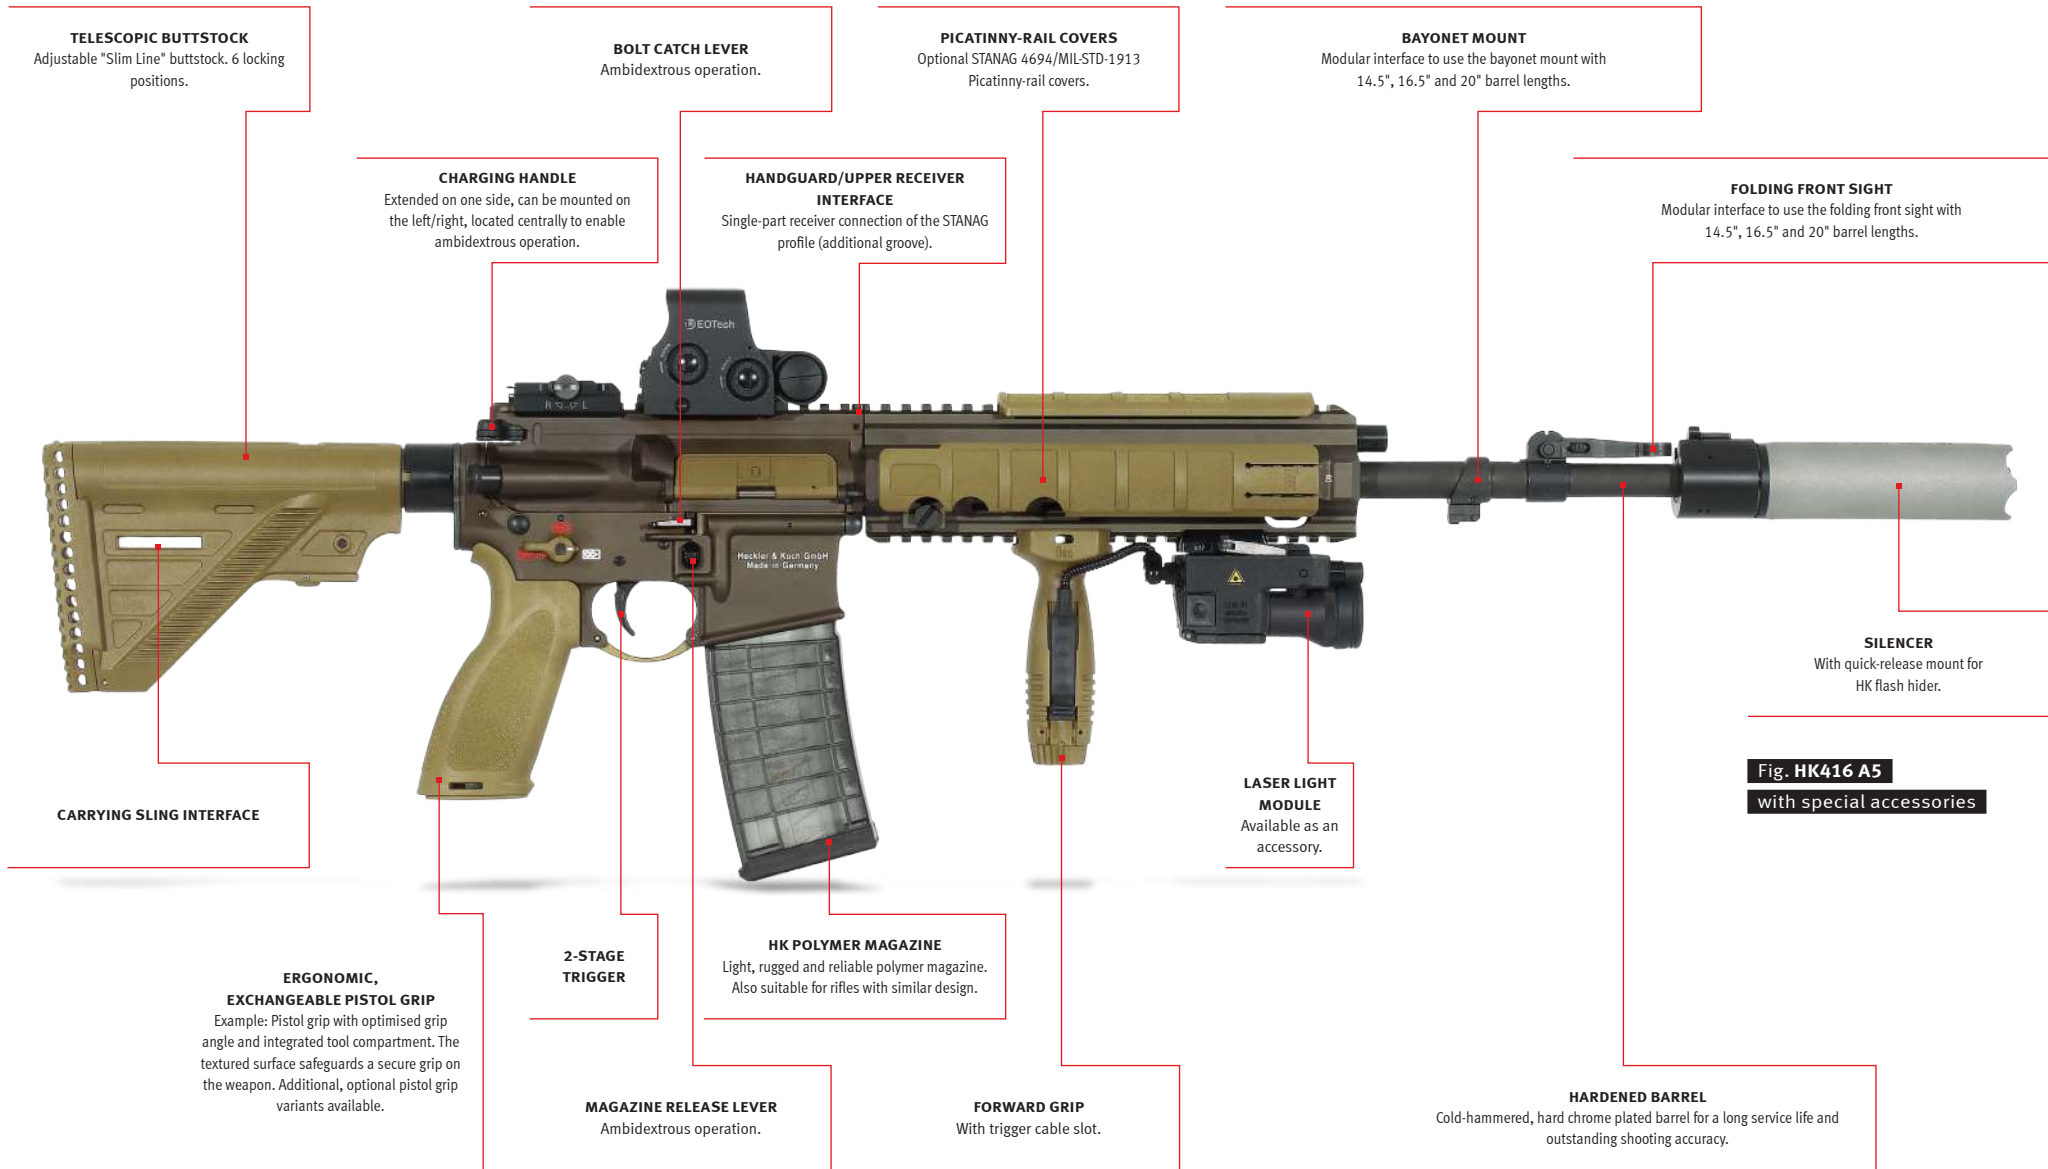 TELESCOPIC BUTTSTOCK
Adjustable "Slim Line" buttstock. 6 locking
positions.
BOLT CATCH LEVER
Ambidextrous operation.
PICATINNY-RAIL COVERS
Optional STANAG 4694/MIL-STD-1913
Picatinny-rail covers.
BAYONET MOUNT
Modular interface to use the bayonet mount with
14.5", 16.5" and 20" barrel lengths.
CHARGING HANDLE
Extended on one side, can be mounted on
the left/right, located centrally to enable
ambidextrous operation.
HANDGUARD/UPPER RECEIVER
INTERFACE
Single-part receiver connection of the STANAG
profile (additional groove).
FOLDING FRONT SIGHT
Modular interface to use the folding front sight with
14.5", 16.5" and 20" barrel lengths.
EOTech
R L
Heckler & Koch GmbH
Made in Germany
SILENCER
With quick-release mount for
HK flash hider.
Fig. HK416 A5
with special accessories
LASER LIGHT
MODULE
Available as an
accessory.
CARRYING SLING INTERFACE
ERGONOMIC,
EXCHANGEABLE PISTOL GRIP
Example: Pistol grip with optimised grip
angle and integrated tool compartment. The
textured surface safeguards a secure grip on
the weapon. Additional, optional pistol grip
variants available.
2-STAGE
TRIGGER
HK POLYMER MAGAZINE
Light, rugged and reliable polymer magazine.
Also suitable for rifles with similar design.
MAGAZINE RELEASE LEVER
Ambidextrous operation.
FORWARD GRIP
With trigger cable slot.
HARDENED BARREL
Cold-hammered, hard chrome plated barrel for a long service life and
outstanding shooting accuracy.